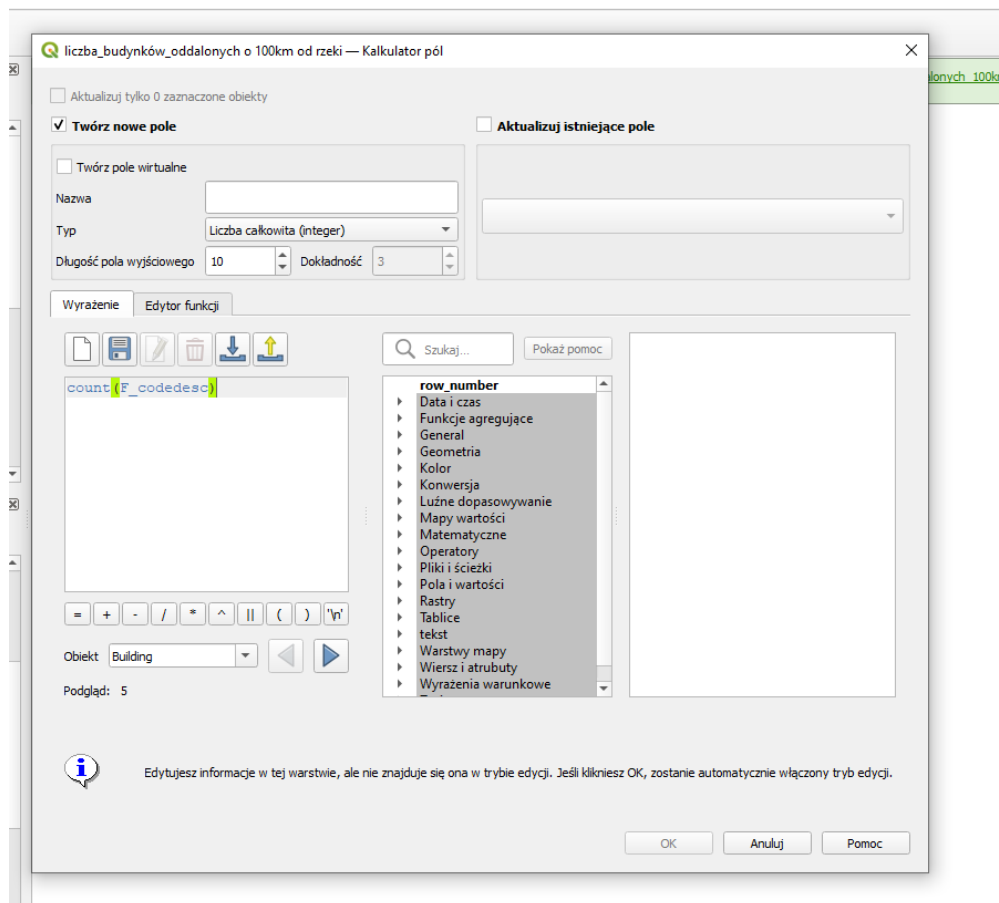 liczba_budynków_oddalonych o 100km od rzeki — Kalkulator pól
lonych_100k
Aktualizuj tylko 0 zaznaczone obiekty
Twórz nowe pole
Aktualizuj istniejące pole
Twórz pole wirtualne
Nazwa
Typ Liczba całkowita (integer)
Długość pola wyjściowego 10 Dokładność 3
Wyrażenie Edytor funkcji
Szukaj... Pokaż pomoc
count(F_codedesc)
row_number
Data i czas
Funkcje agregujące
General
Geometria
Kolor
Konwersja
Luźne dopasowywanie
Mapy wartości
Matematyczne
Operatory
Pliki i ścieżki
Pola i wartości
Rastry
Tablice
tekst
Warstwy mapy
Wiersz i atrubuty
Wyrażenia warunkowe
= + - / * ^ || ( ) '\n'
Obiekt Building
Podgląd: 5
Edytujesz informacje w tej warstwie, ale nie znajduje się ona w trybie edycji. Jeśli klikniesz OK, zostanie automatycznie włączony tryb edycji.
OK Anuluj Pomoc